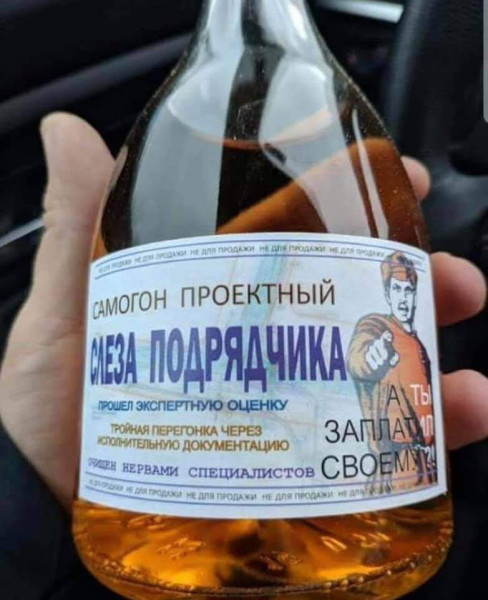 НЕ ДЛЯ ПРОДАЖИ НЕ ДЛЯ ПРОДАЖИ НЕ ДЛЯ ПРОДАЖИ НЕ ДЛЯ ПРОДАЖИ
САМОГОН ПРОЕКТНЫЙ
СЛЕЗА ПОДРЯДЧИКА
ПРОШЕЛ ЭКСПЕРТНУЮ ОЦЕНКУ
ТРОЙНАЯ ПЕРЕГОНКА ЧЕРЕЗ
ИСПОЛНИТЕЛЬНУЮ ДОКУМЕНТАЦИЮ
ОЧИЩЕН НЕРВАМИ СПЕЦИАЛИСТОВ
А ТЫ
ЗАПЛАТИЛ
НЕ ДЛЯ ПРОДАЖИ НЕ ДЛЯ ПРОДАЖИ НЕ ДЛЯ ПРОДАЖИ НЕ ДЛЯ ПРОДАЖИ